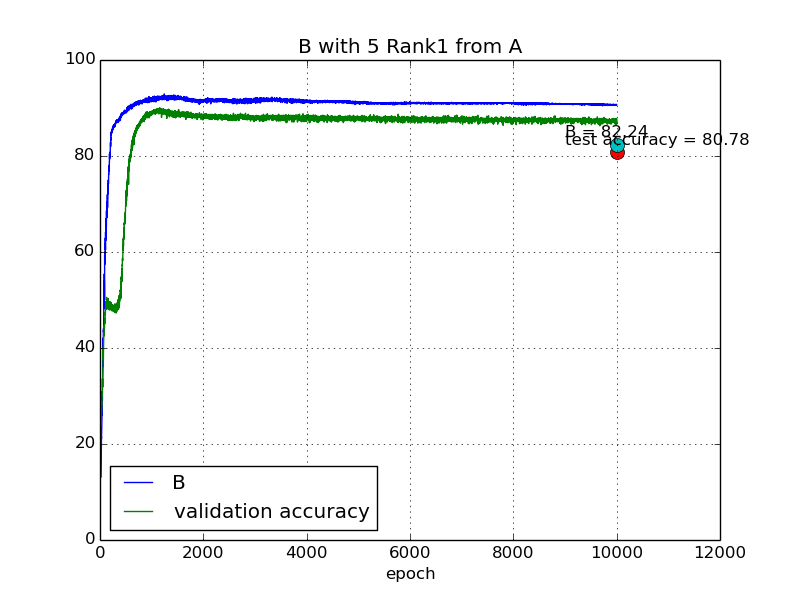 B with 5 Rank1 from A
100
80
60
40
20
0
B = 82.24
test accuracy = 80.78
B
validation accuracy
0 2000 4000 6000 8000 10000 12000
epoch